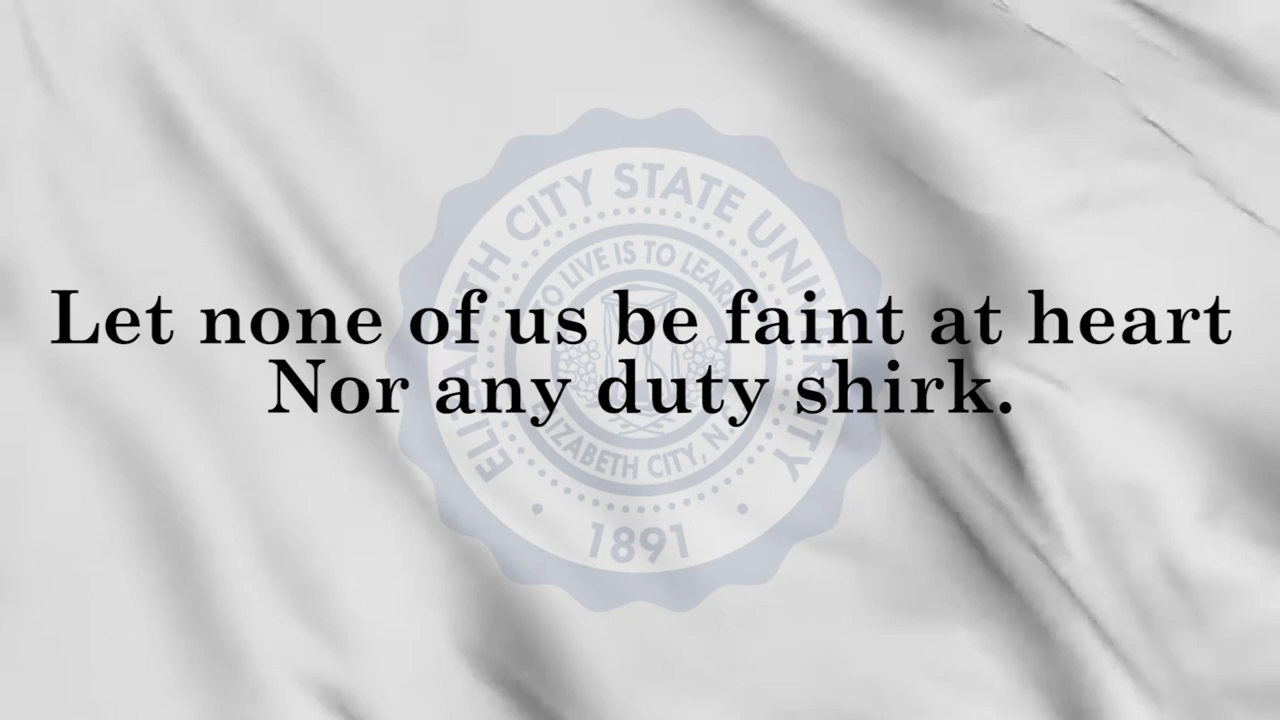 Let none of us be faint at heart
Nor any duty shirk.
ELIZABETH CITY STATE UNIVERSITY
TO LIVE IS TO LEARN
ELIZABETH CITY, N
1891